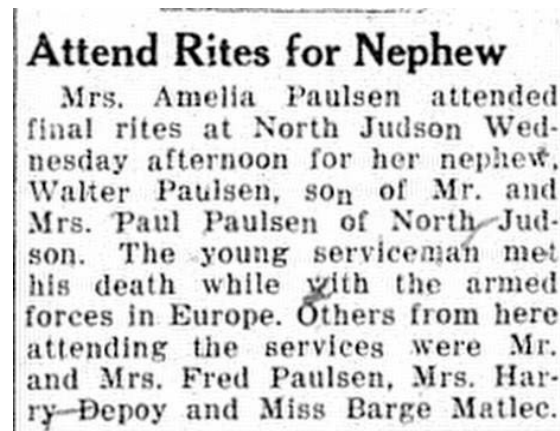 Attend Rites for Nephew
Mrs. Amelia Paulsen attended
final rites at North Judson Wed-
nesday afternoon for her nephew,
Walter Paulsen, son of Mr. and
Mrs. Paul Paulsen of North Jud-
son. The young serviceman met
his death while with the armed
forces in Europe. Others from here
attending the services were Mr.
and Mrs. Fred Paulsen, Mrs. Har-
ry Depoy and Miss Barge Matlec.